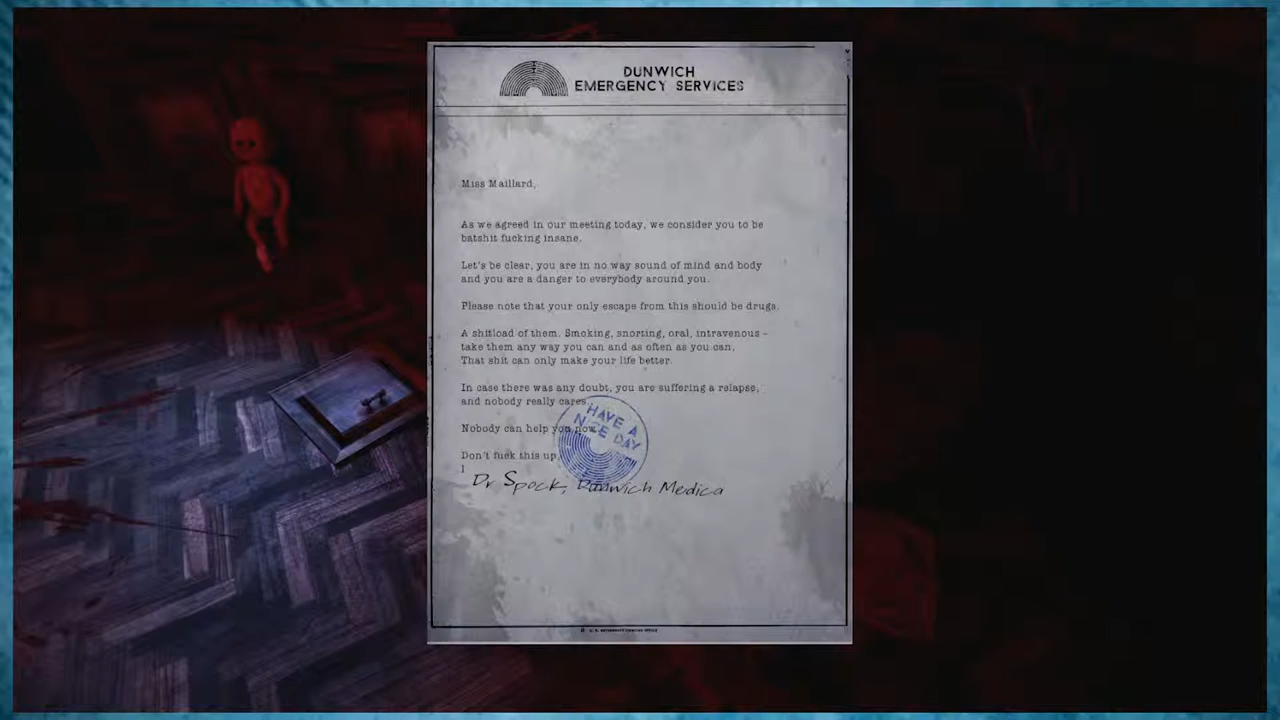 DUNWICH
EMERGENCY SERVICES
Miss Maillard,
As we agreed in our meeting today, we consider you to be
batshit fucking insane.
Let's be clear, you are in no way sound of mind and body
and you are a danger to everybody around you.
Please note that your only escape from this should be drugs.
A shitload of them. Smoking, snorting, oral, intravenous -
take them any way you can and as often as you can.
That shit can only make your life better.
In case there was any doubt, you are suffering a relapse,
and nobody really cares.
Nobody can help you now.
HAVE A
NICE DAY
Don't fuck this up.
Dr Spock, Dunwich Medica